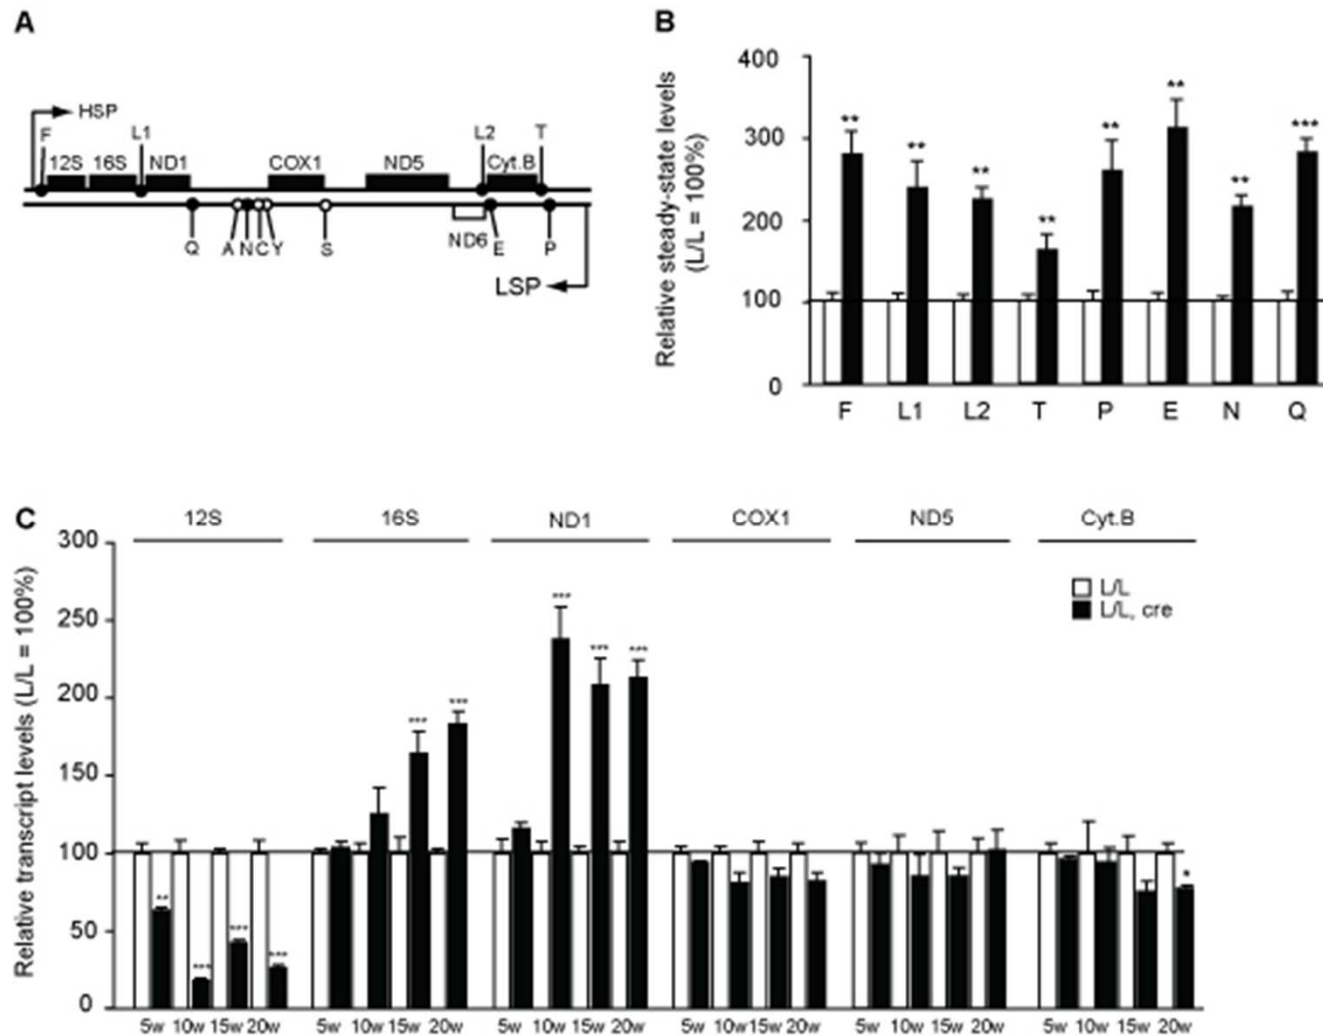 A
HSP
F L1 L2 T
12S 16S ND1 COX1 ND5 Cyt.B
Q A N C Y S ND6 E P
LSP
B
Relative steady-state levels
(L/L = 100%)
400
300
200
100
0
** ** ** ** ** ** ** ***
F L1 L2 T P E N Q
C
12S 16S ND1 COX1 ND5 Cyt.B
Relative transcript levels (L/L = 100%)
300
250
200
150
100
50
0
L/L
L/L, cre
** *** *** *** *** *** *** *** *** *
5w 10w 15w 20w 5w 10w 15w 20w 5w 10w 15w 20w 5w 10w 15w 20w 5w 10w 15w 20w 5w 10w 15w 20w